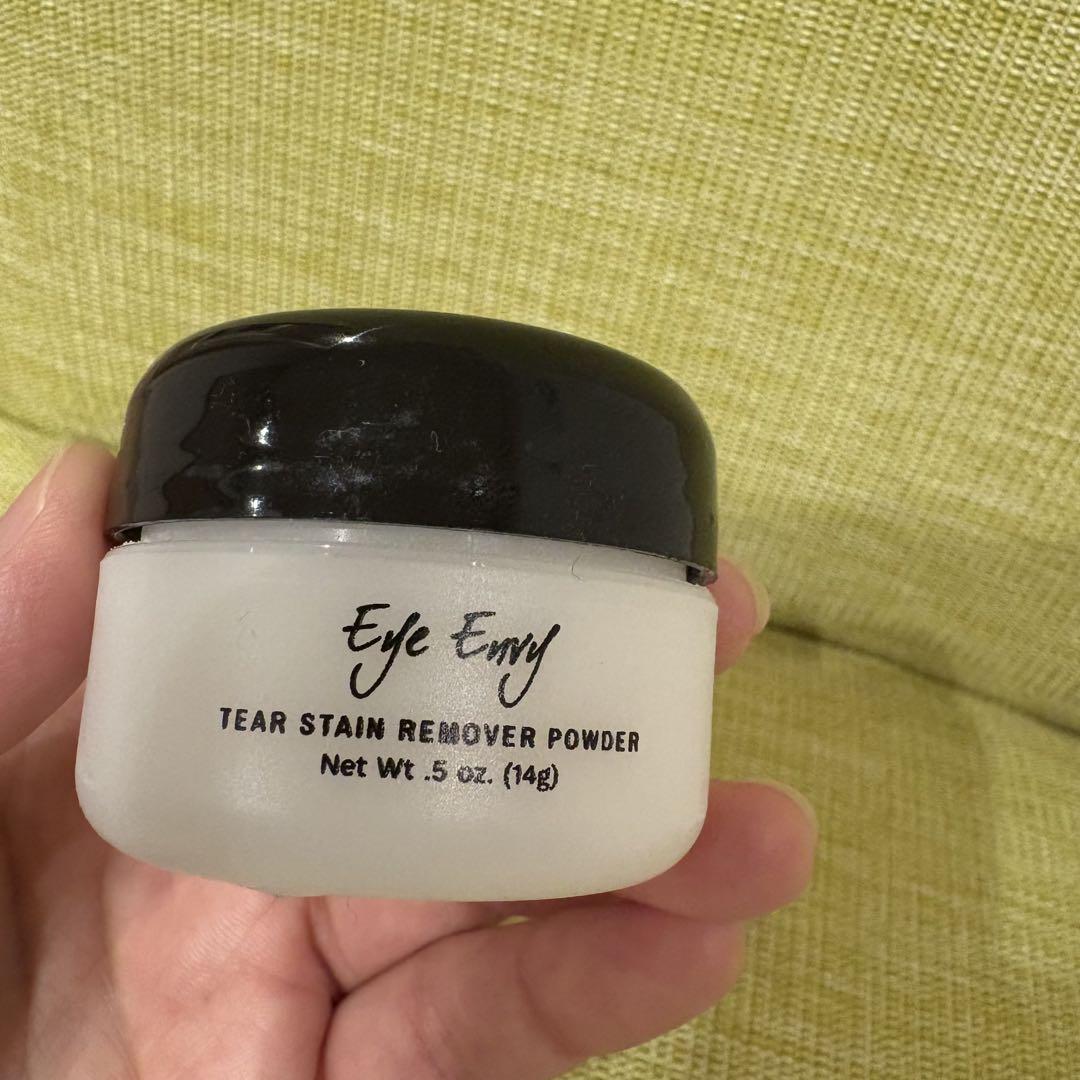 Eye Envy
TEAR STAIN REMOVER POWDER
Net Wt .5 oz. (14g)